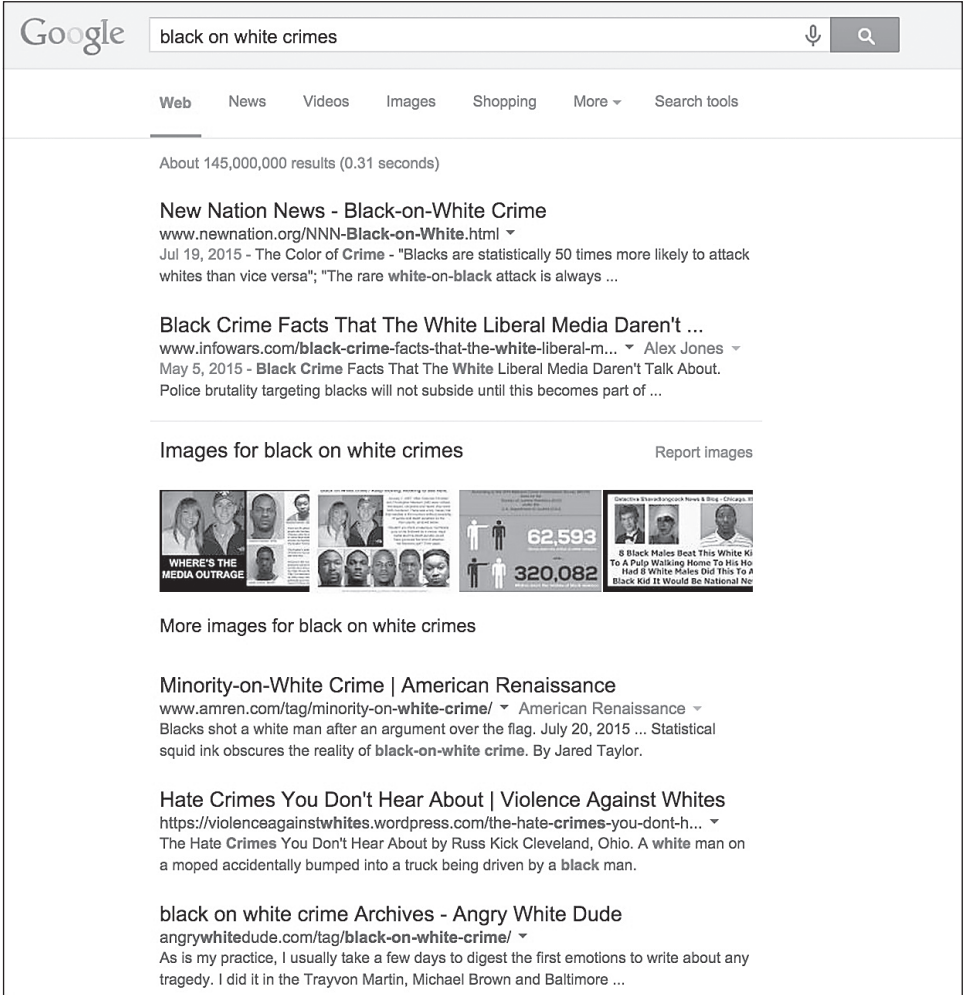 Google
black on white crimes
Web News Videos Images Shopping More Search tools
About 145,000,000 results (0.31 seconds)
New Nation News - Black-on-White Crime
www.newnation.org/NNN-Black-on-White.html
Jul 19, 2015 - The Color of Crime - "Blacks are statistically 50 times more likely to attack
whites than vice versa"; "The rare white-on-black attack is always ...
Black Crime Facts That The White Liberal Media Daren't ...
www.infowars.com/black-crime-facts-that-the-white-liberal-m... Alex Jones
May 5, 2015 - Black Crime Facts That The White Liberal Media Daren't Talk About.
Police brutality targeting blacks will not subside until this becomes part of ...
Images for black on white crimes
Report images
WHERE'S THE
MEDIA OUTRAGE
62,593
320,082
Detective Shavedlongcock News & Blog - Chicago,
8 Black Males Beat This White Ki
To A Pulp Walking Home To His Ho
Had 8 White Males Did This To A
Black Kid It Would Be National Ne
More images for black on white crimes
Minority-on-White Crime | American Renaissance
www.amren.com/tag/minority-on-white-crime/ American Renaissance
Blacks shot a white man after an argument over the flag. July 20, 2015 ... Statistical
squid ink obscures the reality of black-on-white crime. By Jared Taylor.
Hate Crimes You Don't Hear About | Violence Against Whites
https://violenceagainstwhites.wordpress.com/the-hate-crimes-you-dont-h...
The Hate Crimes You Don't Hear About by Russ Kick Cleveland, Ohio. A white man on
a moped accidentally bumped into a truck being driven by a black man.
black on white crime Archives - Angry White Dude
angrywhitedude.com/tag/black-on-white-crime/
As is my practice, I usually take a few days to digest the first emotions to write about any
tragedy. I did it in the Trayvon Martin, Michael Brown and Baltimore ...